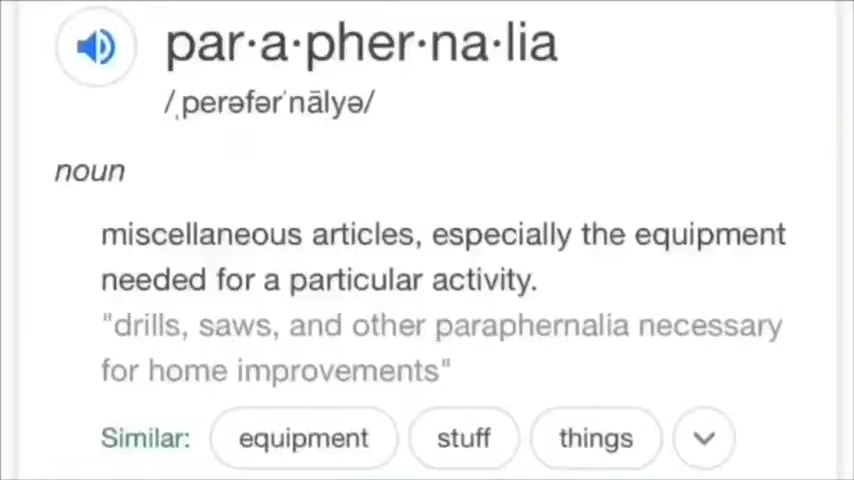 par·a·pher·na·lia
/ˌperəfərˈnālyə/
noun
miscellaneous articles, especially the equipment
needed for a particular activity.
"drills, saws, and other paraphernalia necessary
for home improvements"
Similar: equipment stuff things